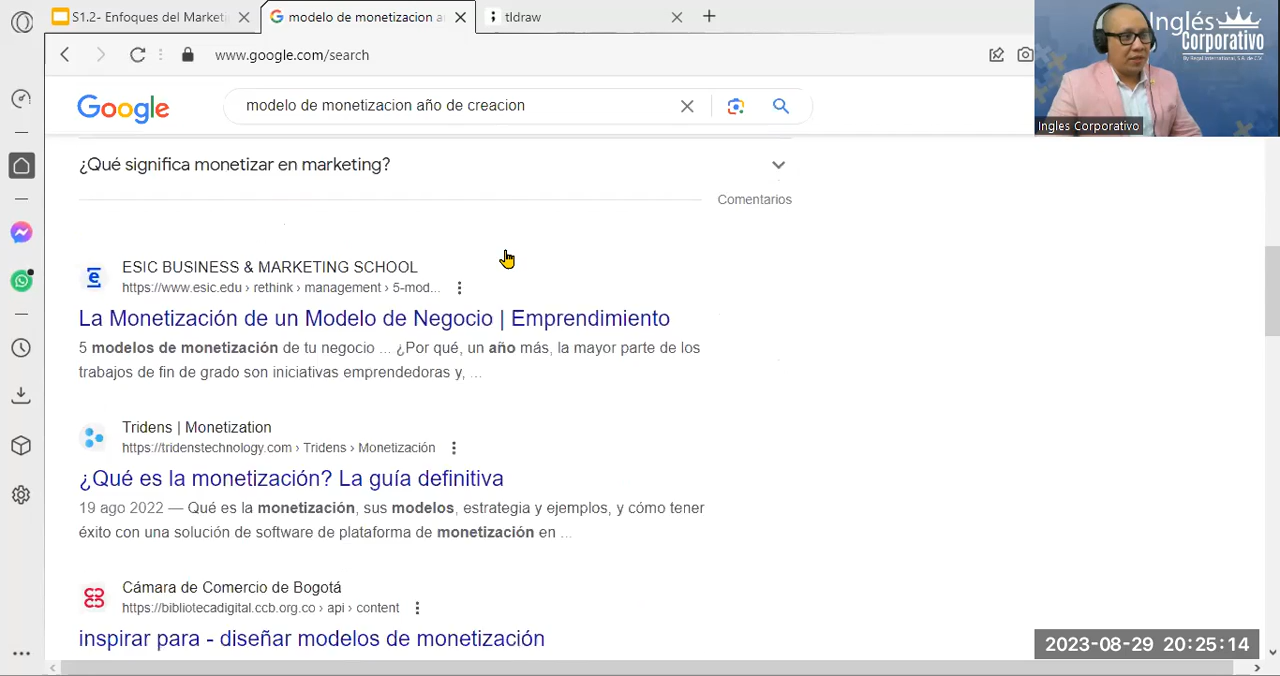 S1.2- Enfoques del Market
modelo de monetizacion a
tldraw
www.google.com/search
Google
modelo de monetizacion año de creacion
Inglés
Corporativo
By Regal International, S.A. de C.V.
Ingles Corporativo
¿Qué significa monetizar en marketing?
Comentarios
ESIC BUSINESS & MARKETING SCHOOL
https://www.esic.edu › rethink › management › 5-mod...
La Monetización de un Modelo de Negocio | Emprendimiento
5 modelos de monetización de tu negocio ... ¿Por qué, un año más, la mayor parte de los
trabajos de fin de grado son iniciativas emprendedoras y, ...
Tridens | Monetization
https://tridenstechnology.com › Tridens › Monetización
¿Qué es la monetización? La guía definitiva
19 ago 2022 — Qué es la monetización, sus modelos, estrategia y ejemplos, y cómo tener
éxito con una solución de software de plataforma de monetización en ...
Cámara de Comercio de Bogotá
https://bibliotecadigital.ccb.org.co › api › content
inspirar para - diseñar modelos de monetización
2023-08-29 20:25:14